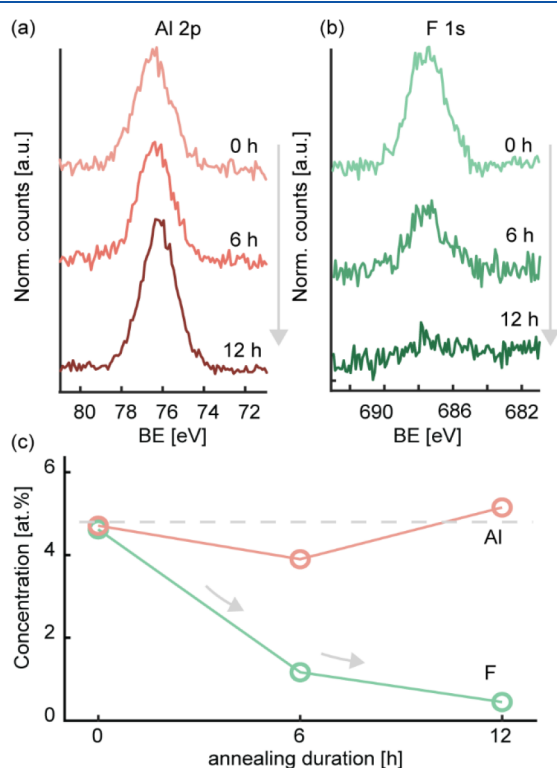 (a) Al 2p
Norm. counts [a.u.]
0 h
6 h
12 h
80 78 76 74 72
BE [eV]
(b) F 1s
Norm. counts [a.u.]
0 h
6 h
12 h
690 686 682
BE [eV]
(c)
Concentration [at.%]
6
4
2
0
Al
F
0 6 12
annealing duration [h]